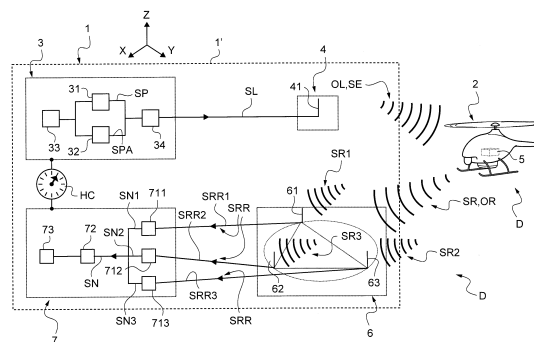 3
1
Z
X
Y
1'
4
OL,SE
2
31
SP
41
SL
5
33
32
SPA
34
SR1
D
HC
SN1
711
61
SR,OR
SRR1
SRR
73
72
SN2
SRR2
SR3
SR2
712
63
SN
SRR3
62
D
SN3
713
SRR
7
6